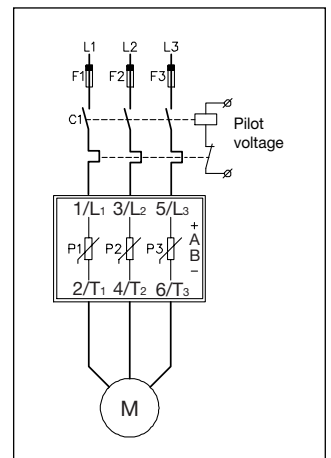 L1 L2 L3
F1 F2 F3
C1
Pilot
voltage
1/L1 3/L2 5/L3
+
A
B
−
P1 P2 P3
2/T1 4/T2 6/T3
M